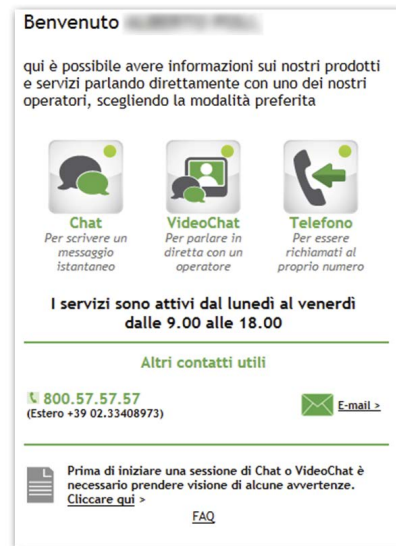 Benvenuto
qui è possibile avere informazioni sui nostri prodotti
e servizi parlando direttamente con uno dei nostri
operatori, scegliendo la modalità preferita
Chat
Per scrivere un
messaggio
istantaneo
VideoChat
Per parlare in
diretta con un
operatore
Telefono
Per essere
richiamati al
proprio numero
I servizi sono attivi dal lunedì al venerdì
dalle 9.00 alle 18.00
Altri contatti utili
800.57.57.57
(Estero +39 02.33408973)
E-mail >
Prima di iniziare una sessione di Chat o VideoChat è
necessario prendere visione di alcune avvertenze.
Cliccare qui >
FAQ